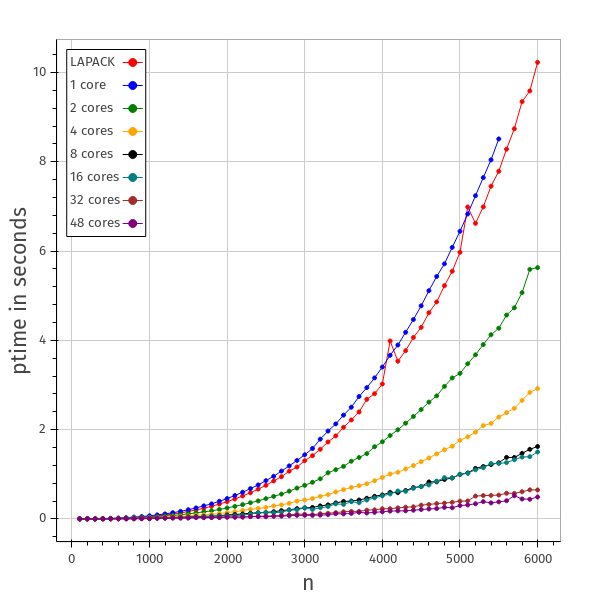 LAPACK
1 core
2 cores
4 cores
8 cores
16 cores
32 cores
48 cores
10
8
6
4
2
0
0 1000 2000 3000 4000 5000 6000
ptime in seconds
n